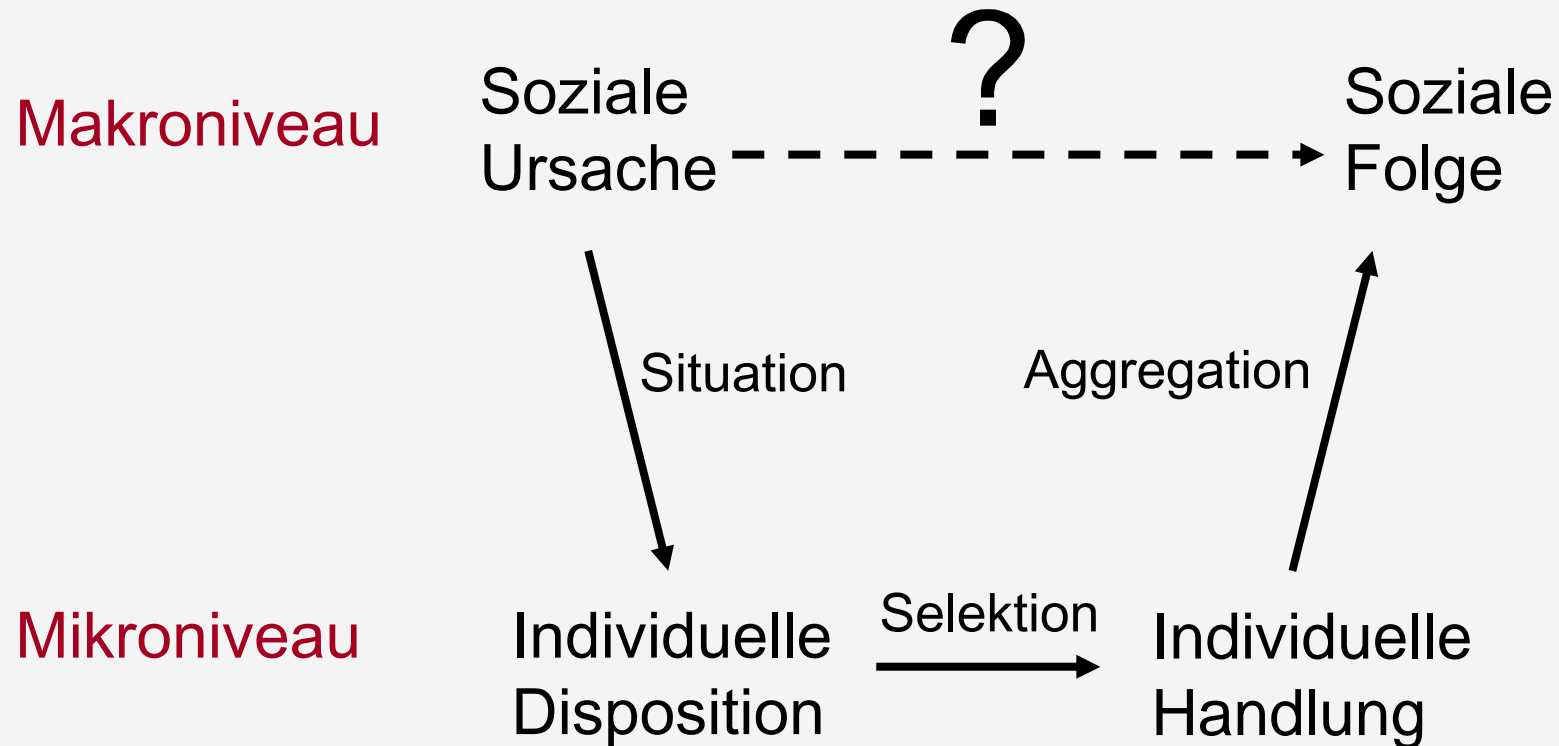 ?
Makroniveau
Soziale
Ursache
Soziale
Folge
Situation
Aggregation
Mikroniveau
Individuelle
Disposition
Selektion
Individuelle
Handlung